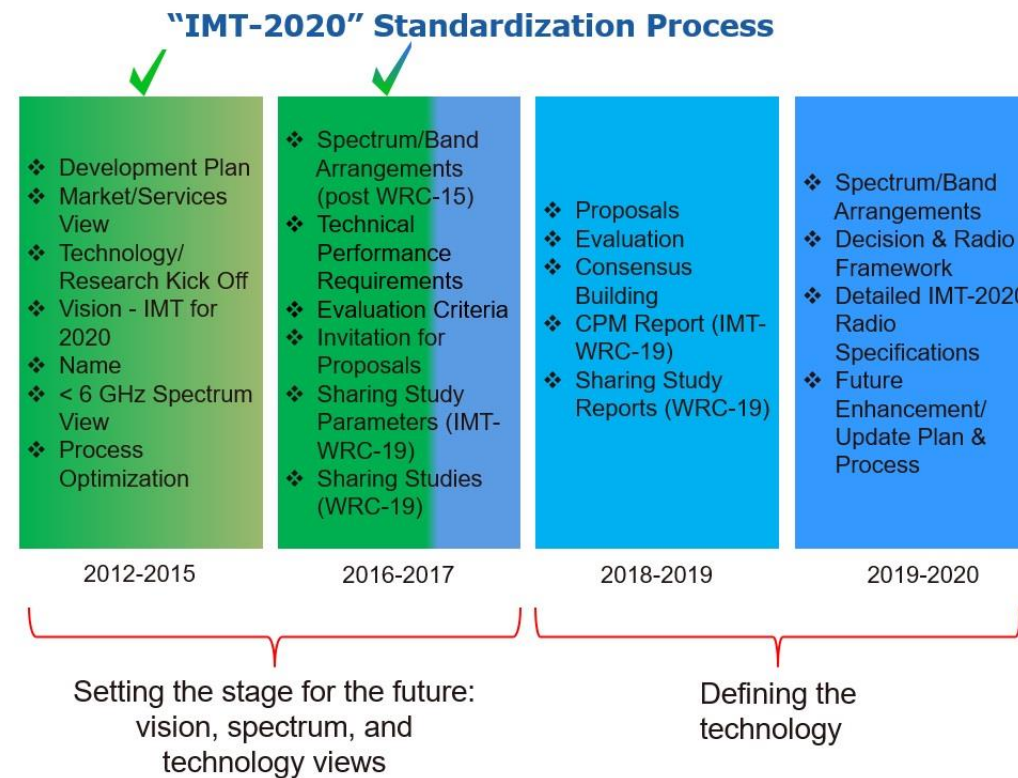 “IMT-2020” Standardization Process
❖ Development Plan
❖ Market/Services
View
❖ Technology/
Research Kick Off
❖ Vision - IMT for
2020
❖ Name
❖ < 6 GHz Spectrum
View
❖ Process
Optimization
2012-2015
❖ Spectrum/Band
Arrangements
(post WRC-15)
❖ Technical
Performance
Requirements
❖ Evaluation Criteria
❖ Invitation for
Proposals
❖ Sharing Study
Parameters (IMT-
WRC-19)
❖ Sharing Studies
(WRC-19)
2016-2017
❖ Proposals
❖ Evaluation
❖ Consensus
Building
❖ CPM Report (IMT-
WRC-19)
❖ Sharing Study
Reports (WRC-19)
2018-2019
❖ Spectrum/Band
Arrangements
❖ Decision & Radio
Framework
❖ Detailed IMT-2020
Radio
Specifications
❖ Future
Enhancement/
Update Plan &
Process
2019-2020
Setting the stage for the future:
vision, spectrum, and
technology views
Defining the
technology